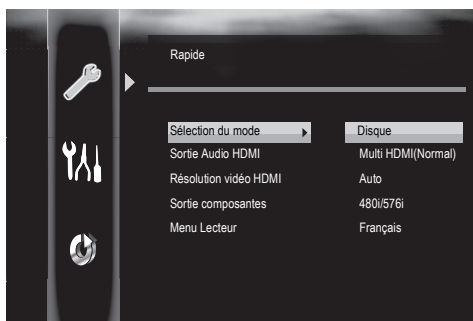 Rapide
Sélection du mode Disque
Sortie Audio HDMI Multi HDMI(Normal)
Résolution vidéo HDMI Auto
Sortie composantes 480i/576i
Menu Lecteur Français